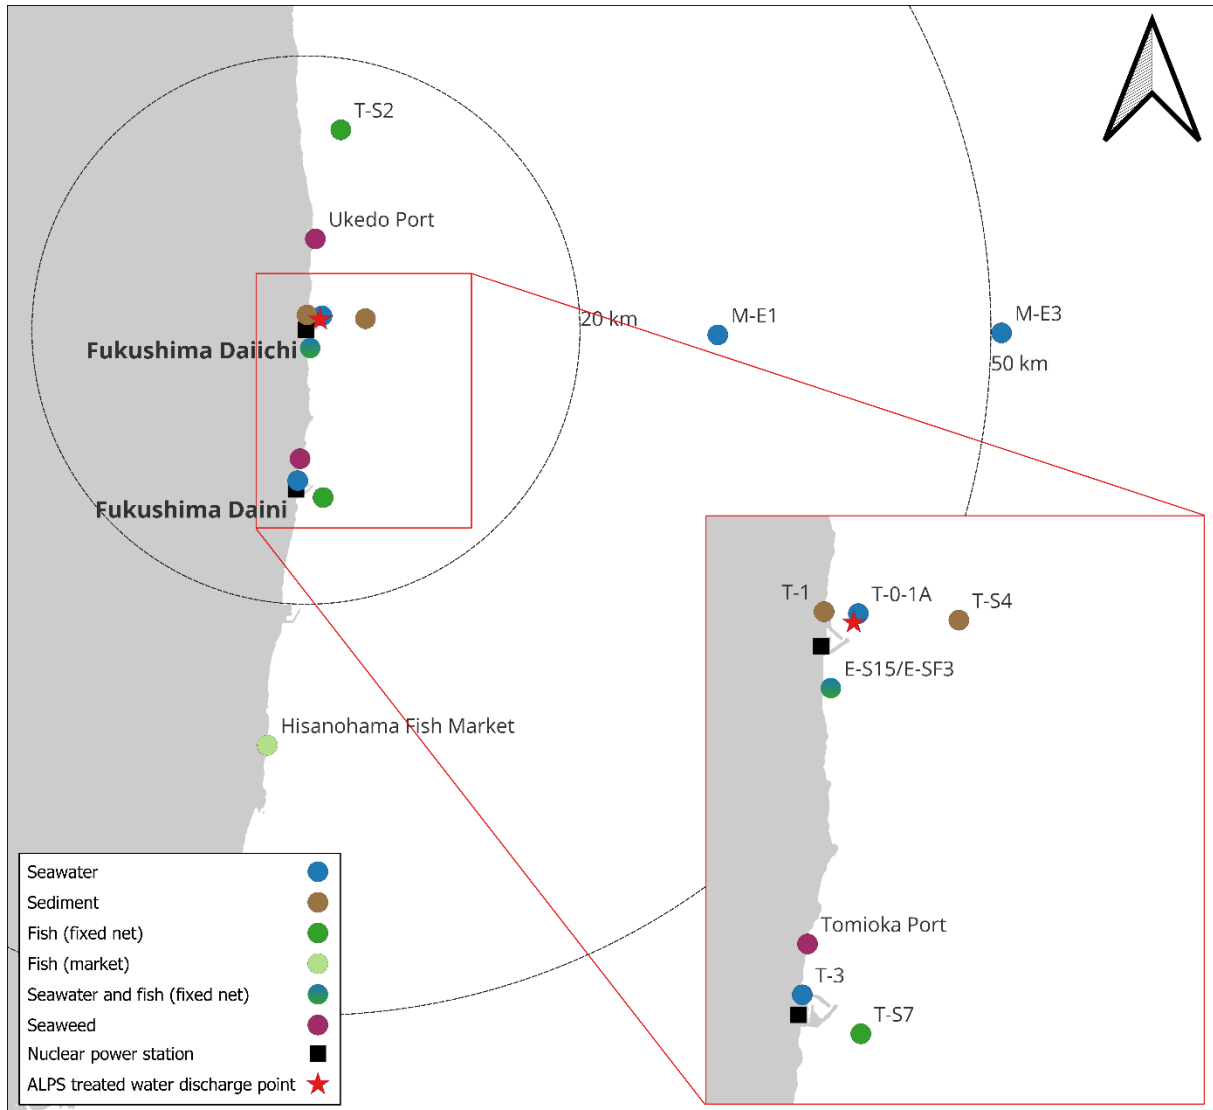 T-S2
Ukedo Port
20 km
M-E1
M-E3
Fukushima Daiichi
50 km
Fukushima Daini
T-1
T-0-1A
T-S4
E-S15/E-SF3
Hisanohama Fish Market
Tomioka Port
T-3
T-S7
Seawater
Sediment
Fish (fixed net)
Fish (market)
Seawater and fish (fixed net)
Seaweed
Nuclear power station
ALPS treated water discharge point